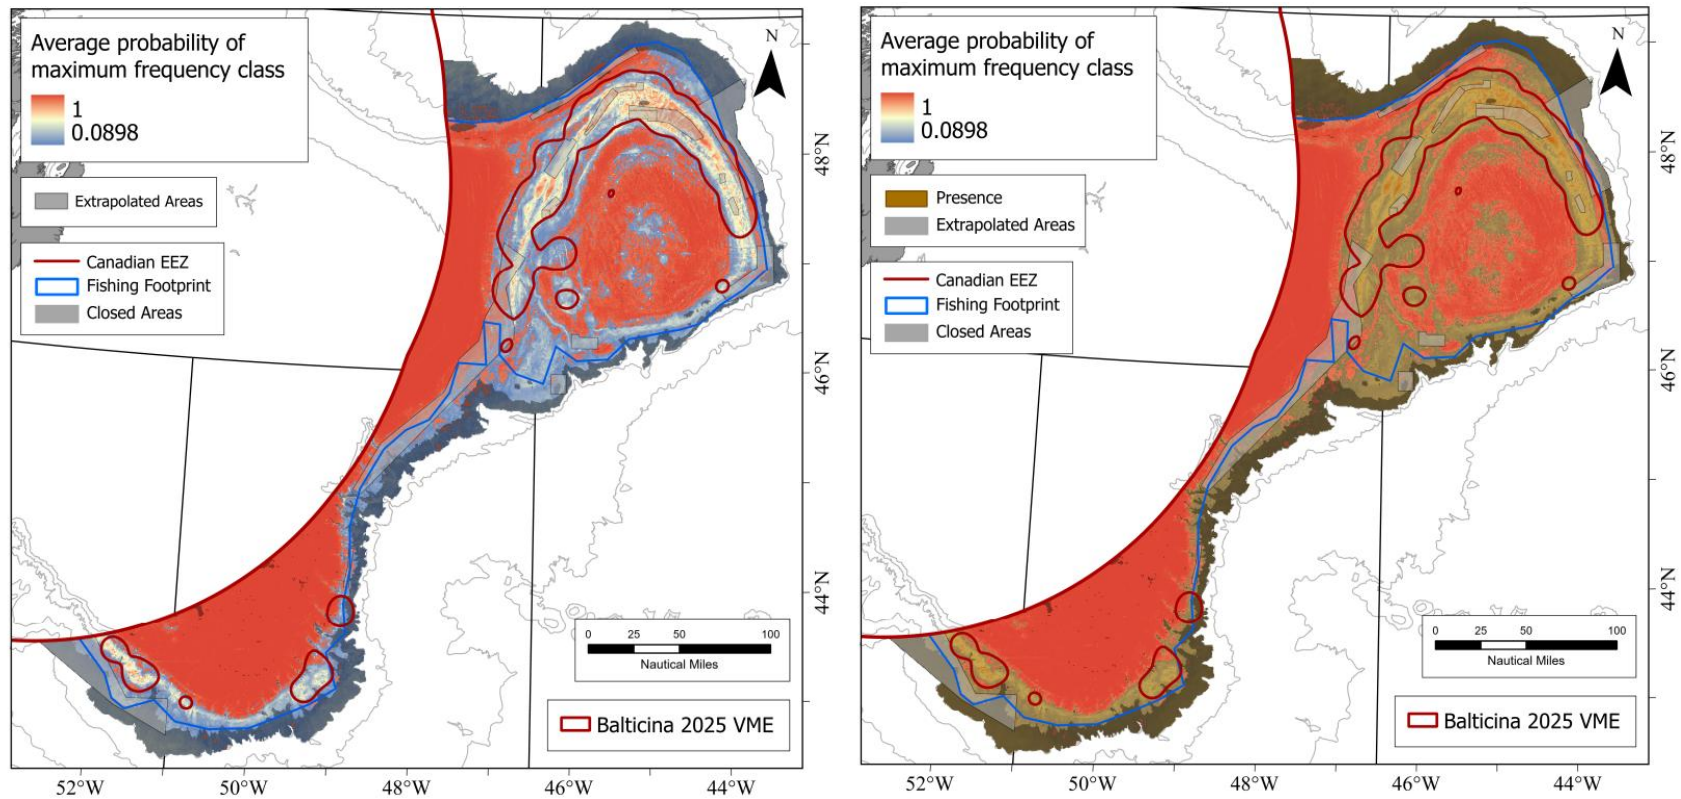 Average probability of
maximum frequency class
1
0.0898
Extrapolated Areas
Canadian EEZ
Fishing Footprint
Closed Areas
N
48°N
46°N
44°N
0 25 50 100
Nautical Miles
Balticina 2025 VME
52°W 50°W 48°W 46°W 44°W
Average probability of
maximum frequency class
1
0.0898
Presence
Extrapolated Areas
Canadian EEZ
Fishing Footprint
Closed Areas
N
48°N
46°N
44°N
0 25 50 100
Nautical Miles
Balticina 2025 VME
52°W 50°W 48°W 46°W 44°W